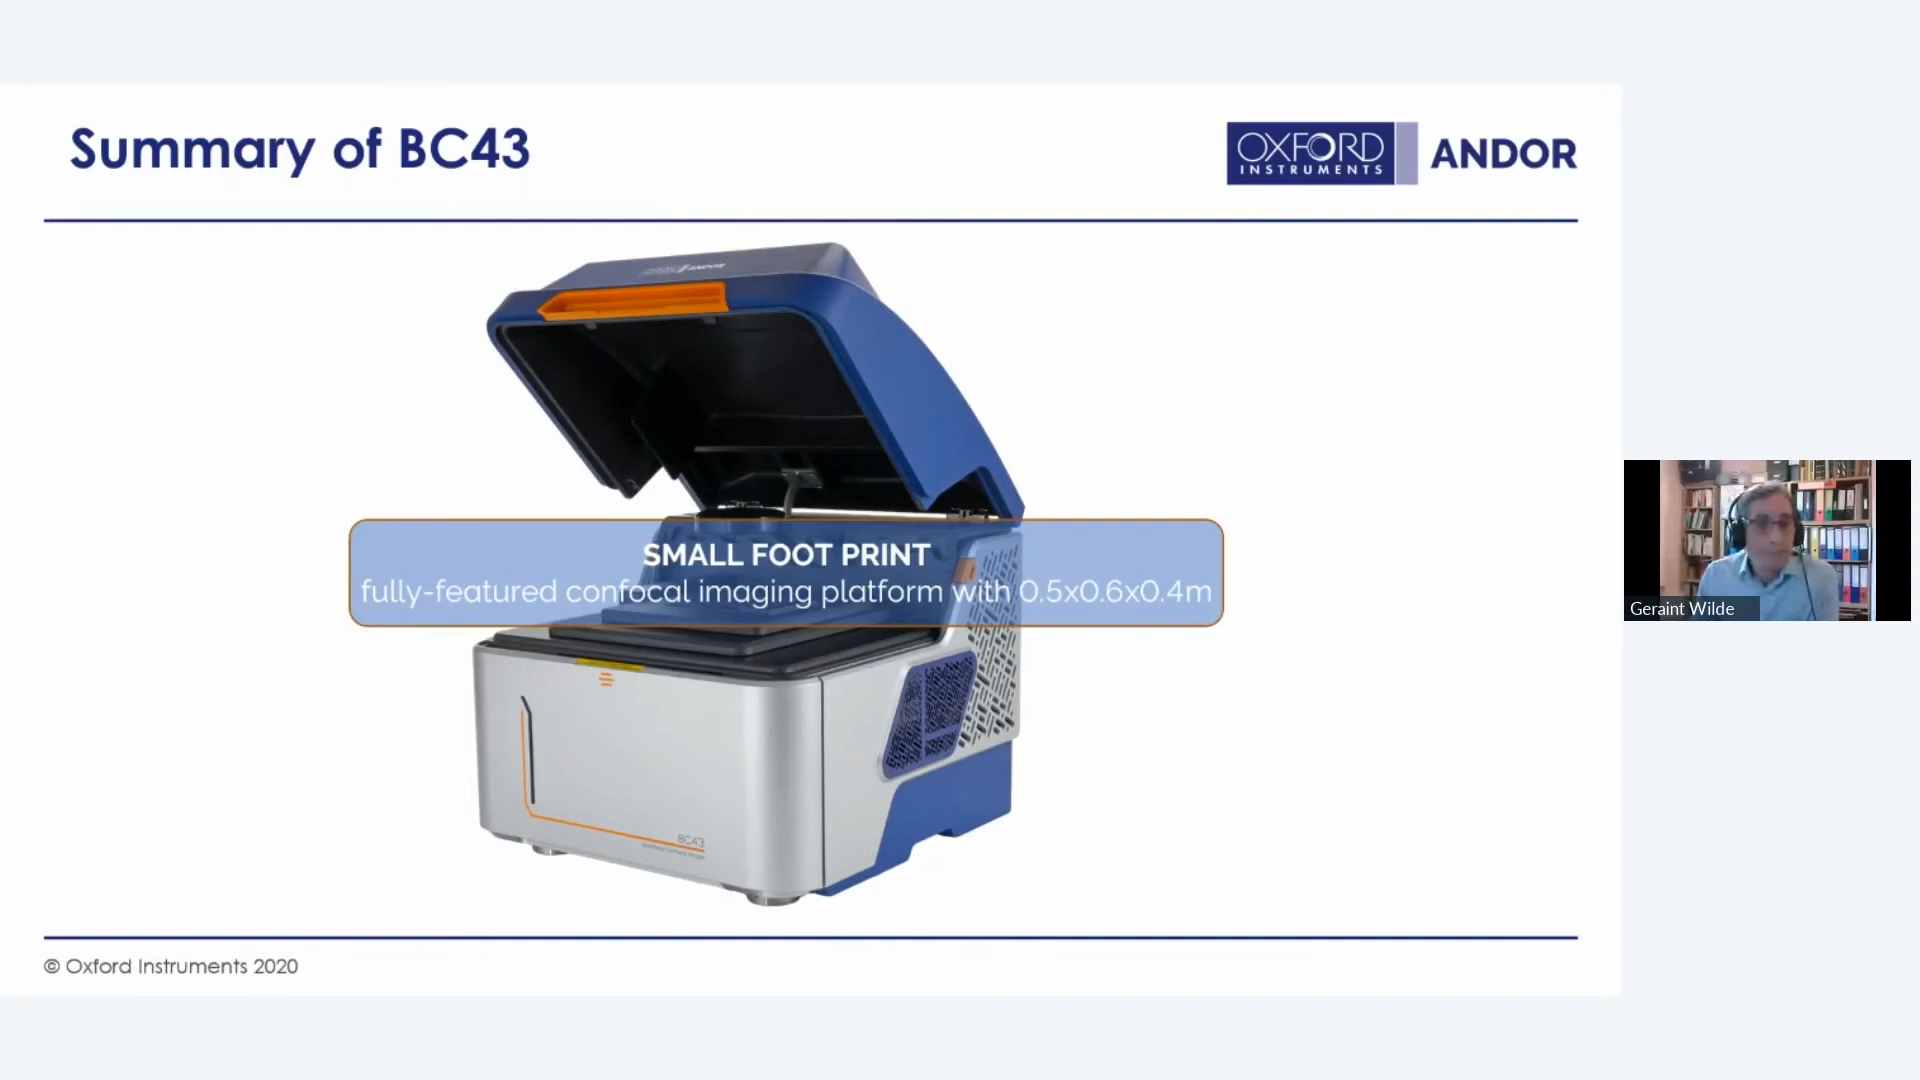 Summary of BC43
OXFORD
INSTRUMENTS
ANDOR
ANDOR
SMALL FOOT PRINT
fully-featured confocal imaging platform with 0.5x0.6x0.4m
Geraint Wilde
BC43
© Oxford Instruments 2020